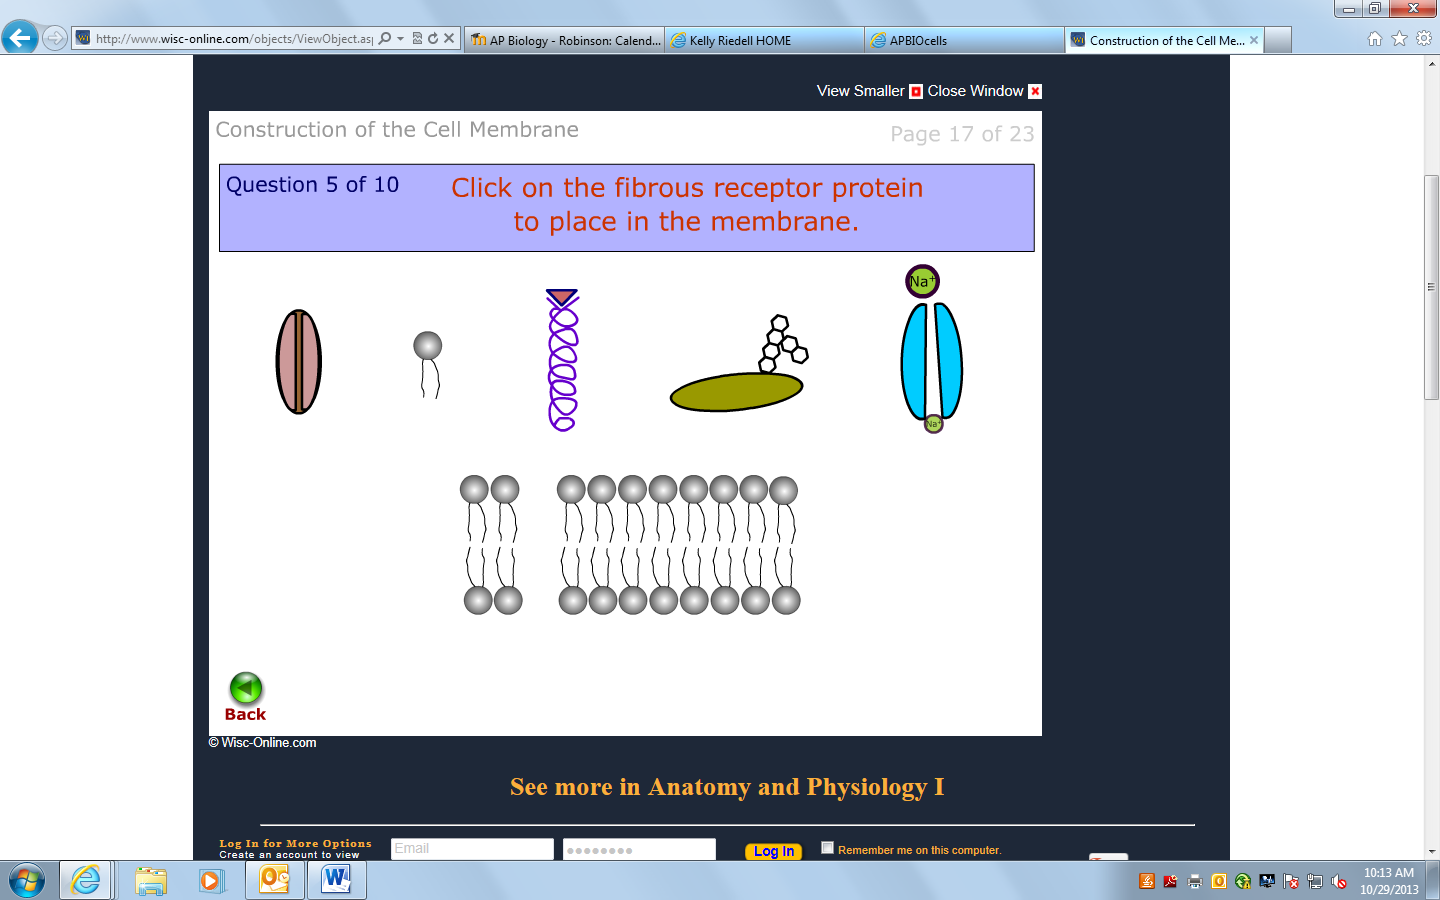 http://www.wisc-online.com/objects/ViewObject.as
AP Biology - Robinson: Calend...
Kelly Riedell HOME
APBIOcells
Construction of the Cell Me...
View Smaller Close Window
Construction of the Cell Membrane
Page 17 of 23
Question 5 of 10
Click on the fibrous receptor protein
to place in the membrane.
Na+
Na+
Back
© Wisc-Online.com
See more in Anatomy and Physiology I
Log In for More Options
Create an account to view
Email
Log In
Remember me on this computer.
10:13 AM
10/29/2013